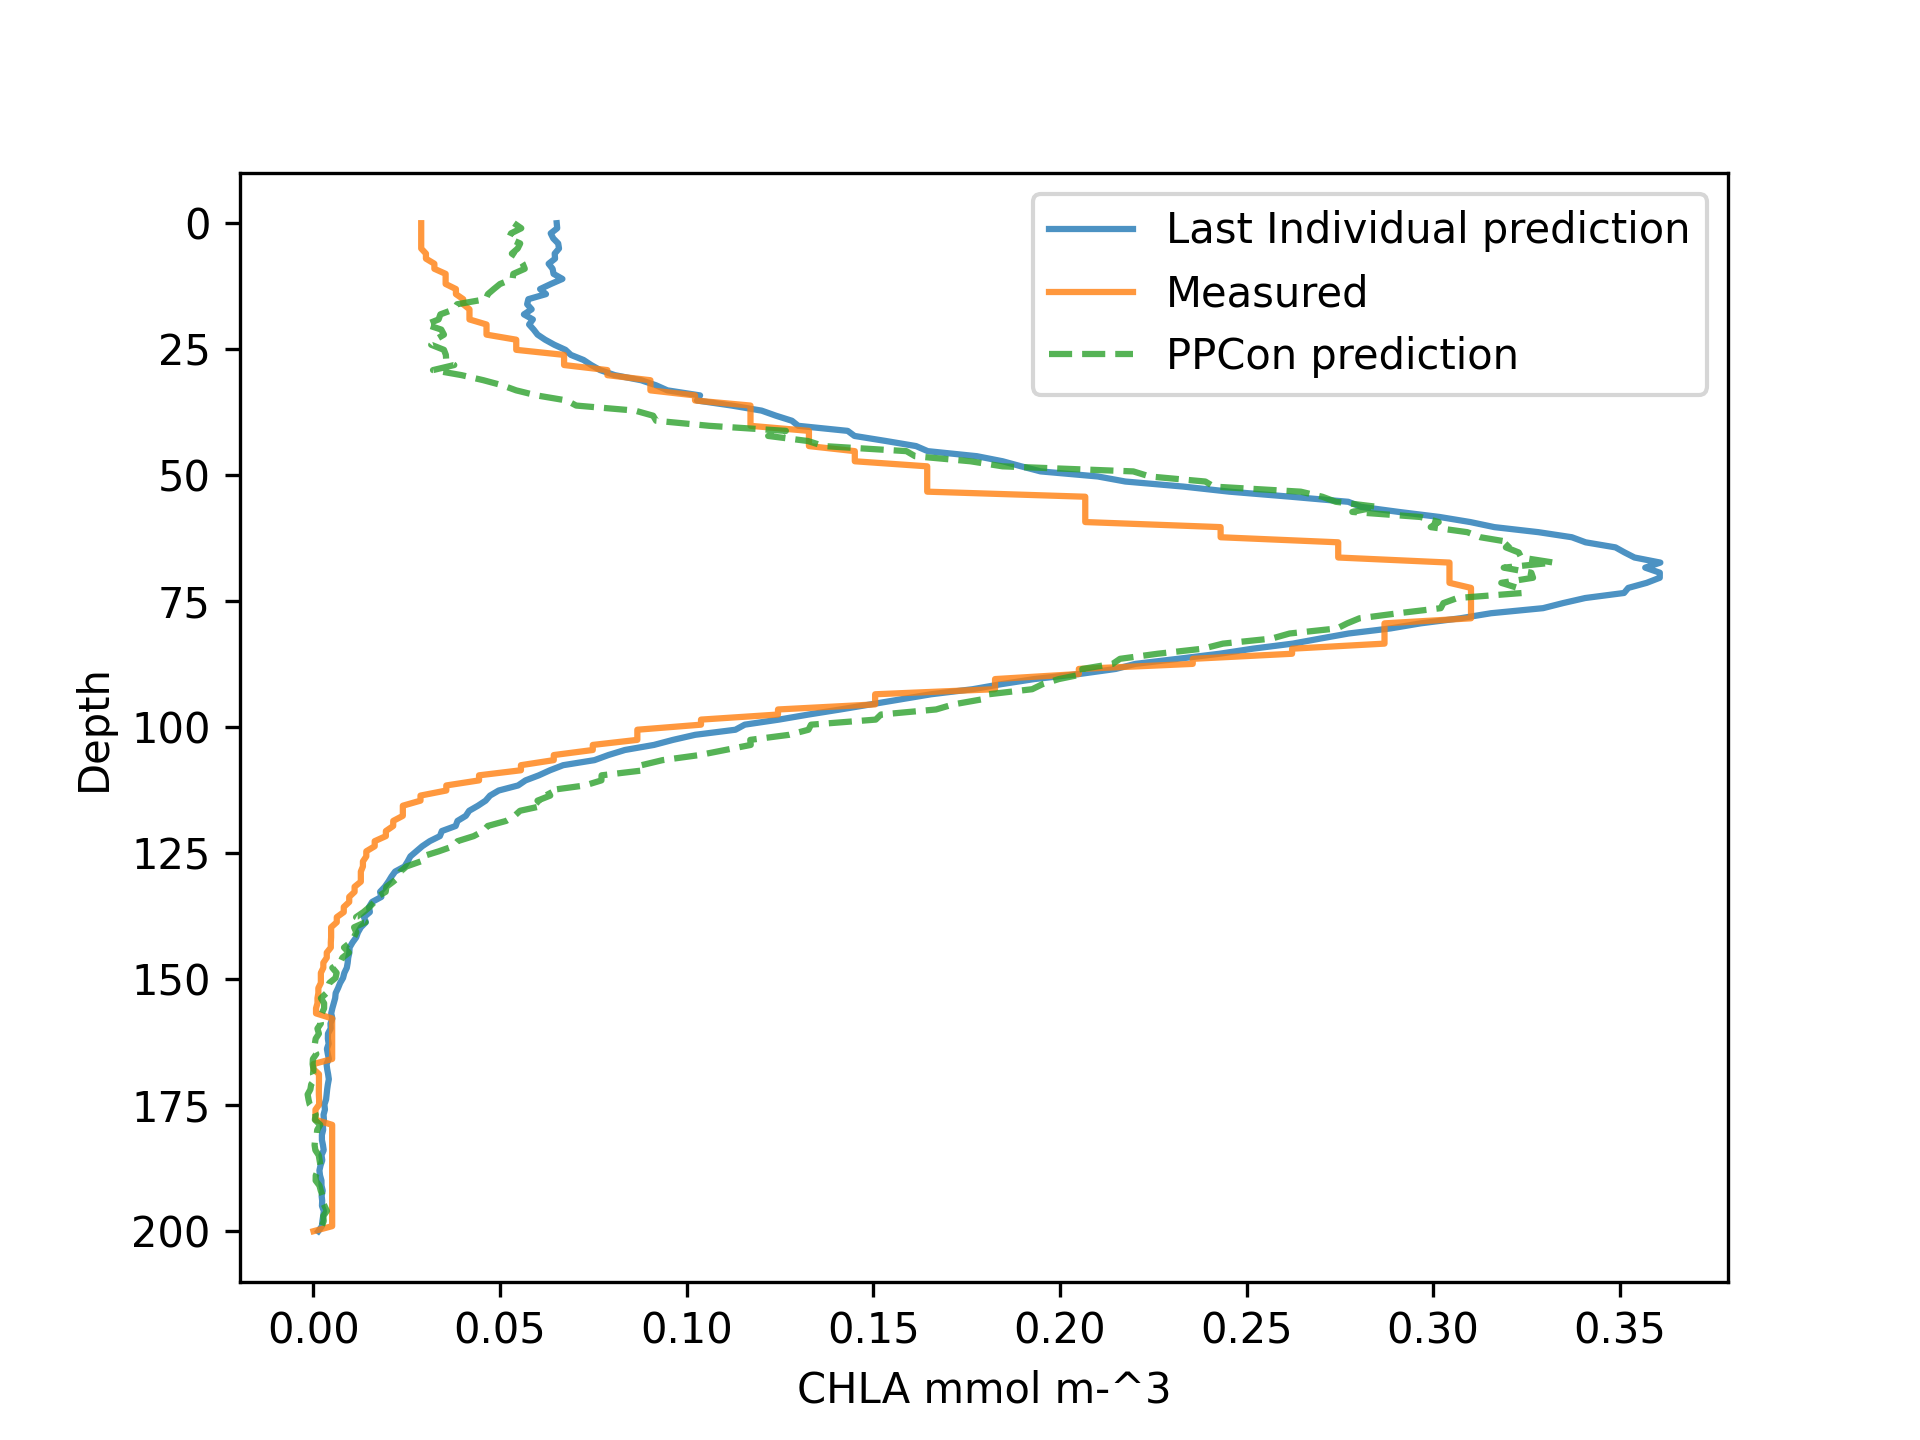 Last Individual prediction
Measured
PPCon prediction
0
25
50
75
100
125
150
175
200
Depth
0.00 0.05 0.10 0.15 0.20 0.25 0.30 0.35
CHLA mmol m-^3